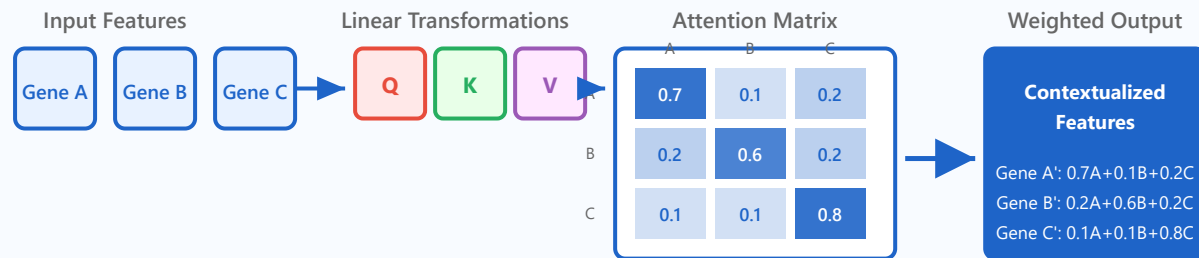 Input Features
Linear Transformations
Attention Matrix
Weighted Output
Gene A
Gene B
Gene C
Q
K
V
A
B
C
A
0.7
0.1
0.2
B
0.2
0.6
0.2
C
0.1
0.1
0.8
Contextualized
Features
Gene A': 0.7A+0.1B+0.2C
Gene B': 0.2A+0.6B+0.2C
Gene C': 0.1A+0.1B+0.8C